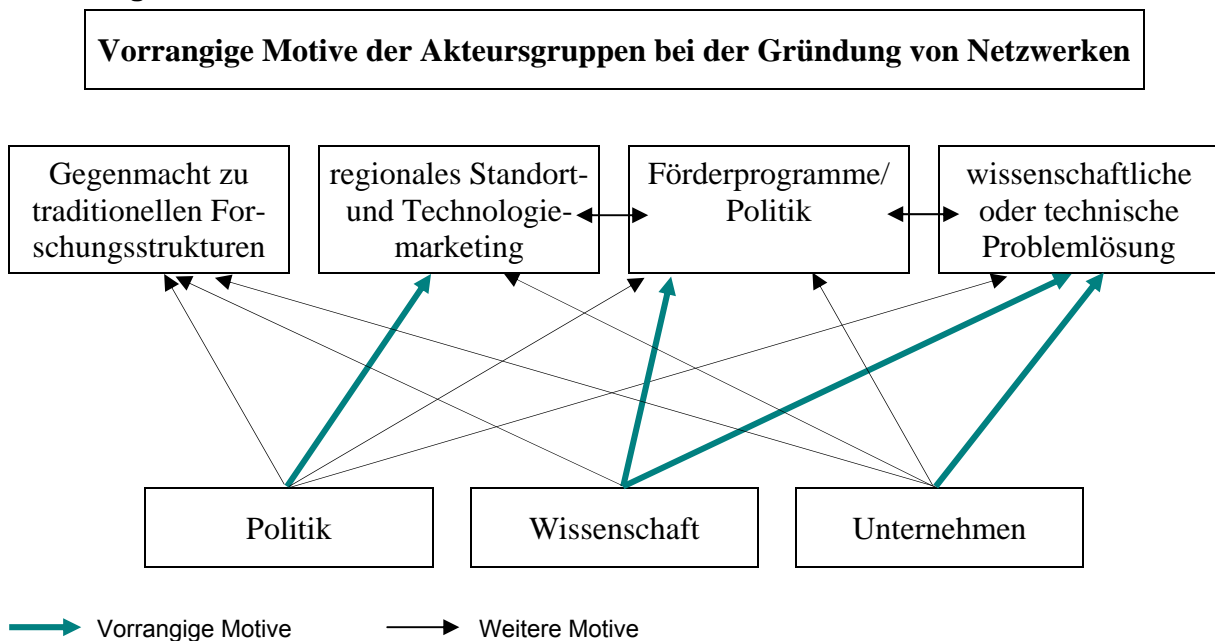 Vorrangige Motive der Akteursgruppen bei der Gründung von Netzwerken
Gegenmacht zu
traditionellen For-
schungsstrukturen
regionales Standort-
und Technologie-
marketing
Förderprogramme/
Politik
wissenschaftliche
oder technische
Problemlösung
Politik
Wissenschaft
Unternehmen
Vorrangige Motive
Weitere Motive